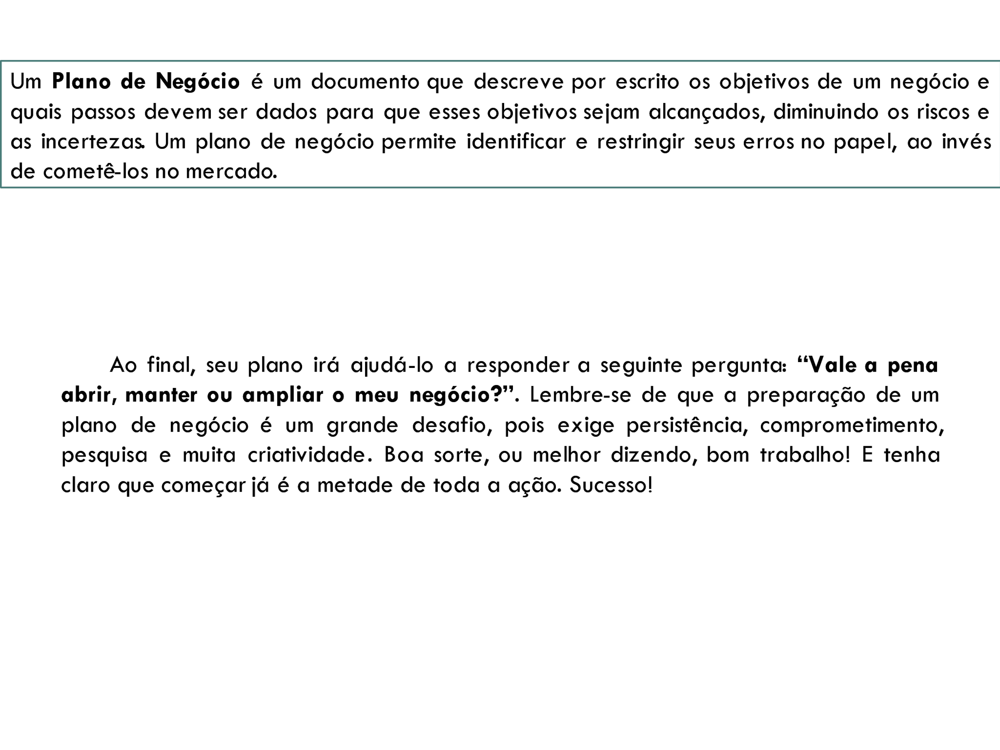 Um Plano de Negócio é um documento que descreve por escrito os objetivos de um negócio e
quais passos devem ser dados para que esses objetivos sejam alcançados, diminuindo os riscos e
as incertezas. Um plano de negócio permite identificar e restringir seus erros no papel, ao invés
de cometê-los no mercado.
Ao final, seu plano irá ajudá-lo a responder a seguinte pergunta: “Vale a pena
abrir, manter ou ampliar o meu negócio?”. Lembre-se de que a preparação de um
plano de negócio é um grande desafio, pois exige persistência, comprometimento,
pesquisa e muita criatividade. Boa sorte, ou melhor dizendo, bom trabalho! E tenha
claro que começar já é a metade de toda a ação. Sucesso!